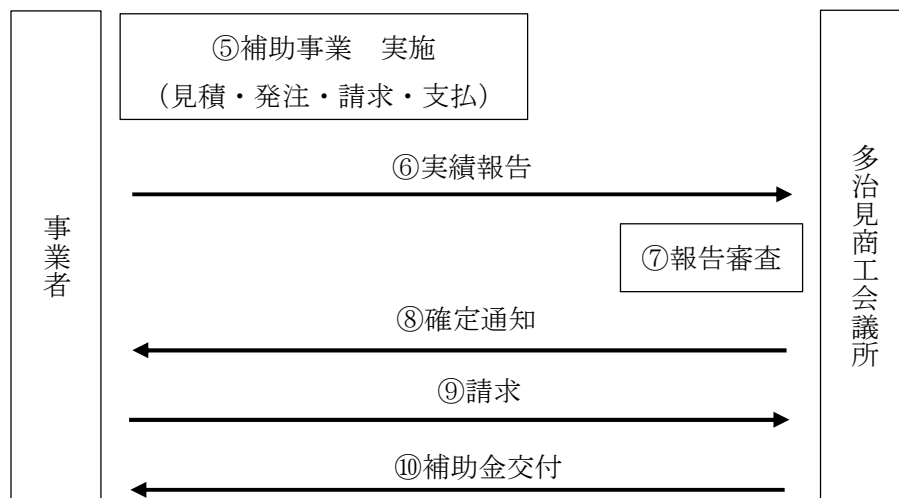 ⑤補助事業　実施
（見積・発注・請求・支払）
⑥実績報告
事業者
⑦報告審査
多治見商工会議所
⑧確定通知
⑨請求
⑩補助金交付